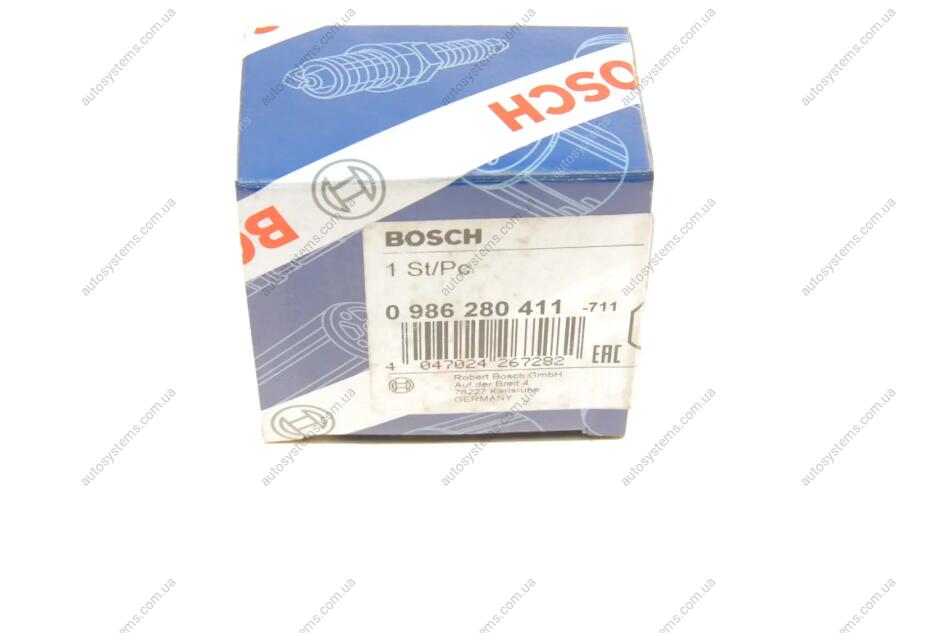 BOSCH
BOSCH
1 St/Pc
0 986 280 411 -711
4 047024 267282
EAC
Robert Bosch GmbH
Auf der Breit 4
76227 Karlsruhe
GERMANY
autosystems.com.ua